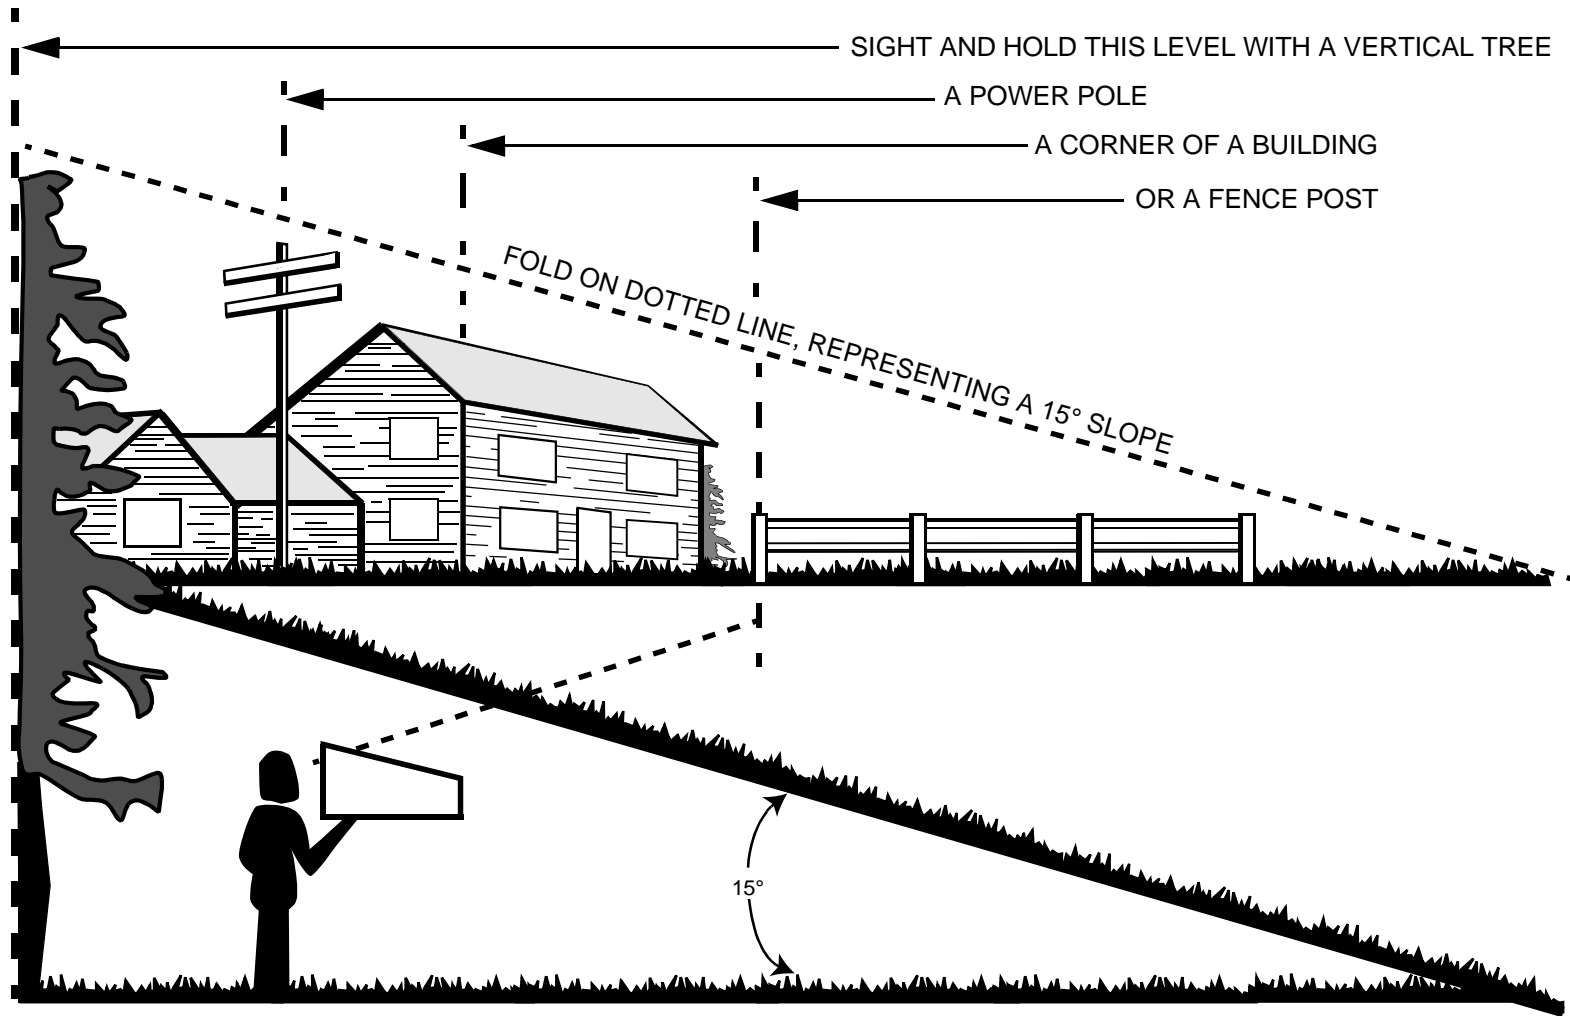 SIGHT AND HOLD THIS LEVEL WITH A VERTICAL TREE
A POWER POLE
A CORNER OF A BUILDING
OR A FENCE POST
FOLD ON DOTTED LINE, REPRESENTING A 15° SLOPE
15°